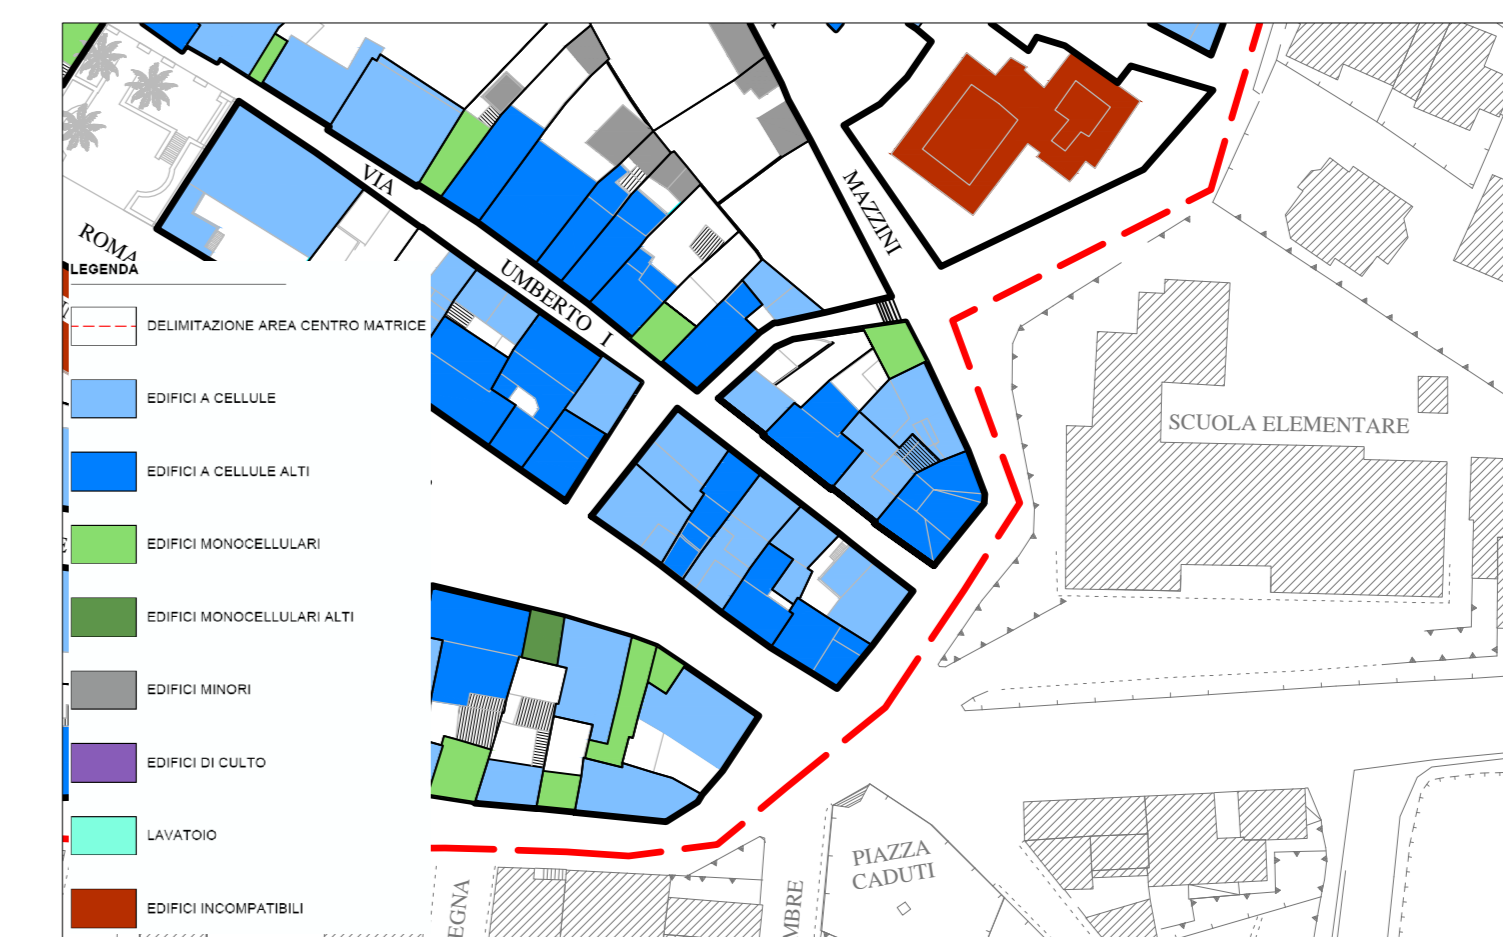 VIA
UMBERTO I
MAZZINI
ROMA
LEGENDA
DELIMITAZIONE AREA CENTRO MATRICE
EDIFICI A CELLULE
EDIFICI A CELLULE ALTI
EDIFICI MONOCELLULARI
EDIFICI MONOCELLULARI ALTI
EDIFICI MINORI
EDIFICI DI CULTO
LAVATOIO
EDIFICI INCOMPATIBILI
SCUOLA ELEMENTARE
PIAZZA
CADUTI
EGNA
MBRE